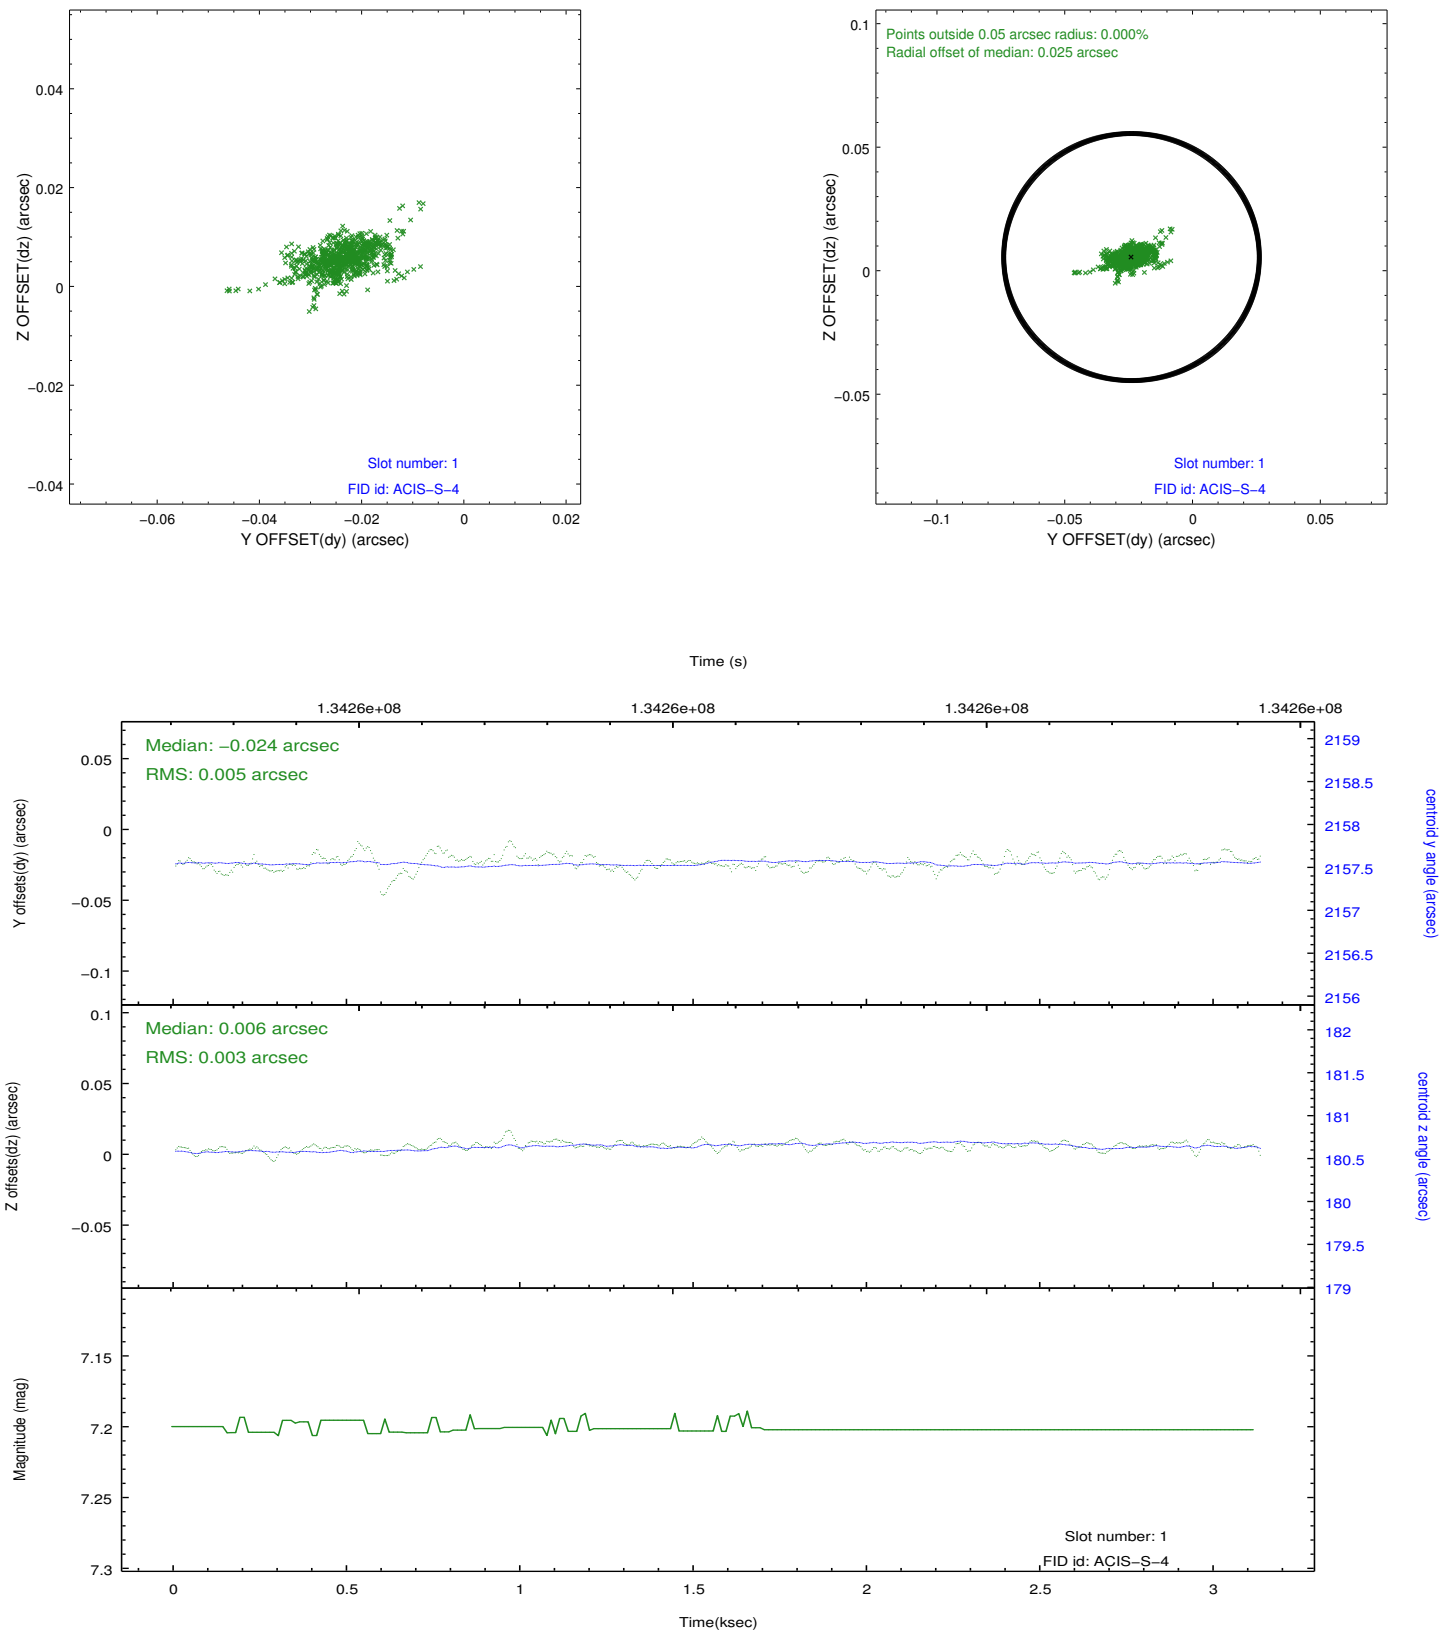 0.04
0.02
0
−0.02
−0.04
Z OFFSET(dz) (arcsec)
Slot number: 1
FID id: ACIS−S−4
−0.06
−0.04
−0.02
0
0.02
Y OFFSET(dy) (arcsec)
Points outside 0.05 arcsec radius: 0.000%
Radial offset of median: 0.025 arcsec
0.1
0.05
0
−0.05
Z OFFSET(dz) (arcsec)
Slot number: 1
FID id: ACIS−S−4
−0.1
−0.05
0
0.05
Y OFFSET(dy) (arcsec)
Time (s)
1.3426e+08
1.3426e+08
1.3426e+08
1.3426e+08
Median: −0.024 arcsec
RMS: 0.005 arcsec
0.05
0
−0.05
−0.1
Y offsets(dy) (arcsec)
2159
2158.5
2158
2157.5
2157
2156.5
2156
centroid y angle (arcsec)
Median: 0.006 arcsec
RMS: 0.003 arcsec
0.1
0.05
0
−0.05
Z offsets(dz) (arcsec)
182
181.5
181
180.5
180
179.5
179
centroid z angle (arcsec)
7.15
7.2
7.25
7.3
Magnitude (mag)
Slot number: 1
FID id: ACIS−S−4
0
0.5
1
1.5
2
2.5
3
Time(ksec)